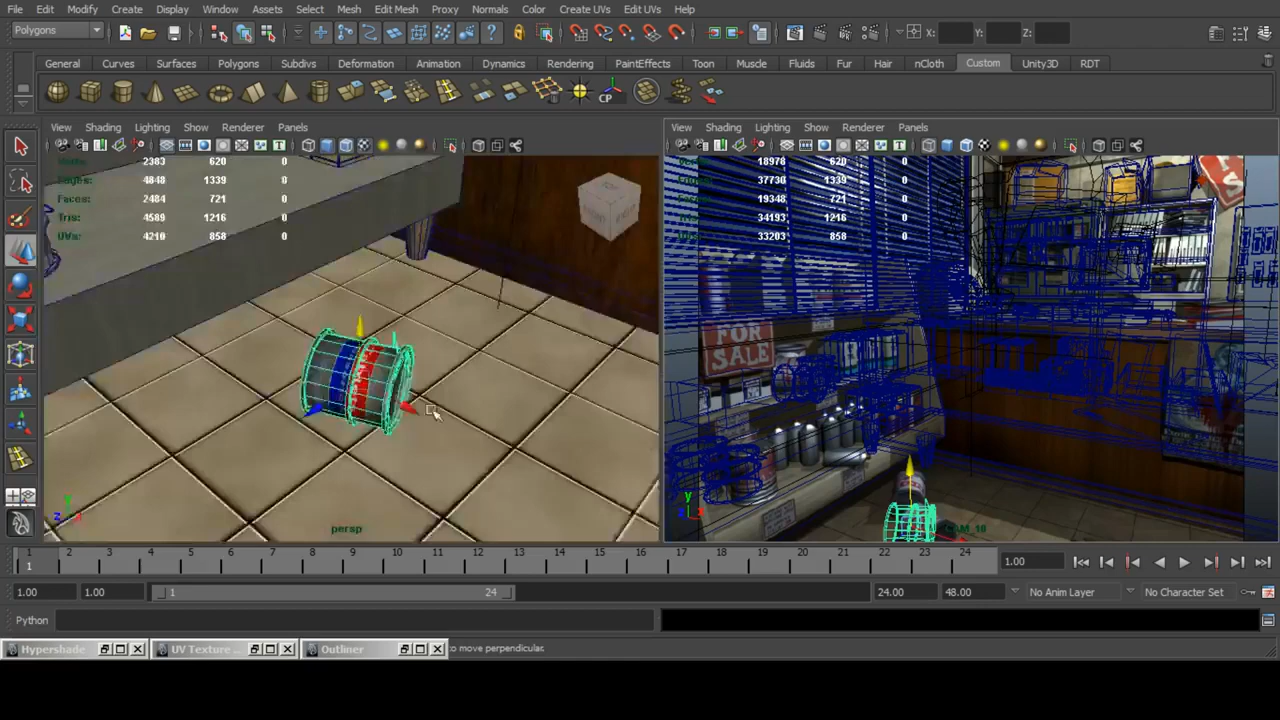 File Edit Modify Create Display Window Assets Select Mesh Edit Mesh Proxy Normals Color Create UVs Edit UVs Help
Polygons X: Y: Z:
General Curves Surfaces Polygons Subdivs Deformation Animation Dynamics Rendering PaintEffects Toon Muscle Fluids Fur Hair nCloth Custom Unity3D RDT
CP
View Shading Lighting Show Renderer Panels
2383 620 0
Edges: 4848 1339 0
Faces: 2484 721 0
Tris: 4589 1216 0
UVs: 4210 858 0
y
z x
persp
View Shading Lighting Show Renderer Panels
18978 620 0
37730 1339 0
19348 721 0
34193 1216 0
33203 858 0
FOR
SALE
y
z
CAM_18
1 2 3 4 5 6 7 8 9 10 11 12 13 14 15 16 17 18 19 20 21 22 23 24
1 1.00
1.00 1.00 1 24 24.00 48.00 No Anim Layer No Character Set
Python
Hypershade UV Texture ... Outliner to move perpendicular.